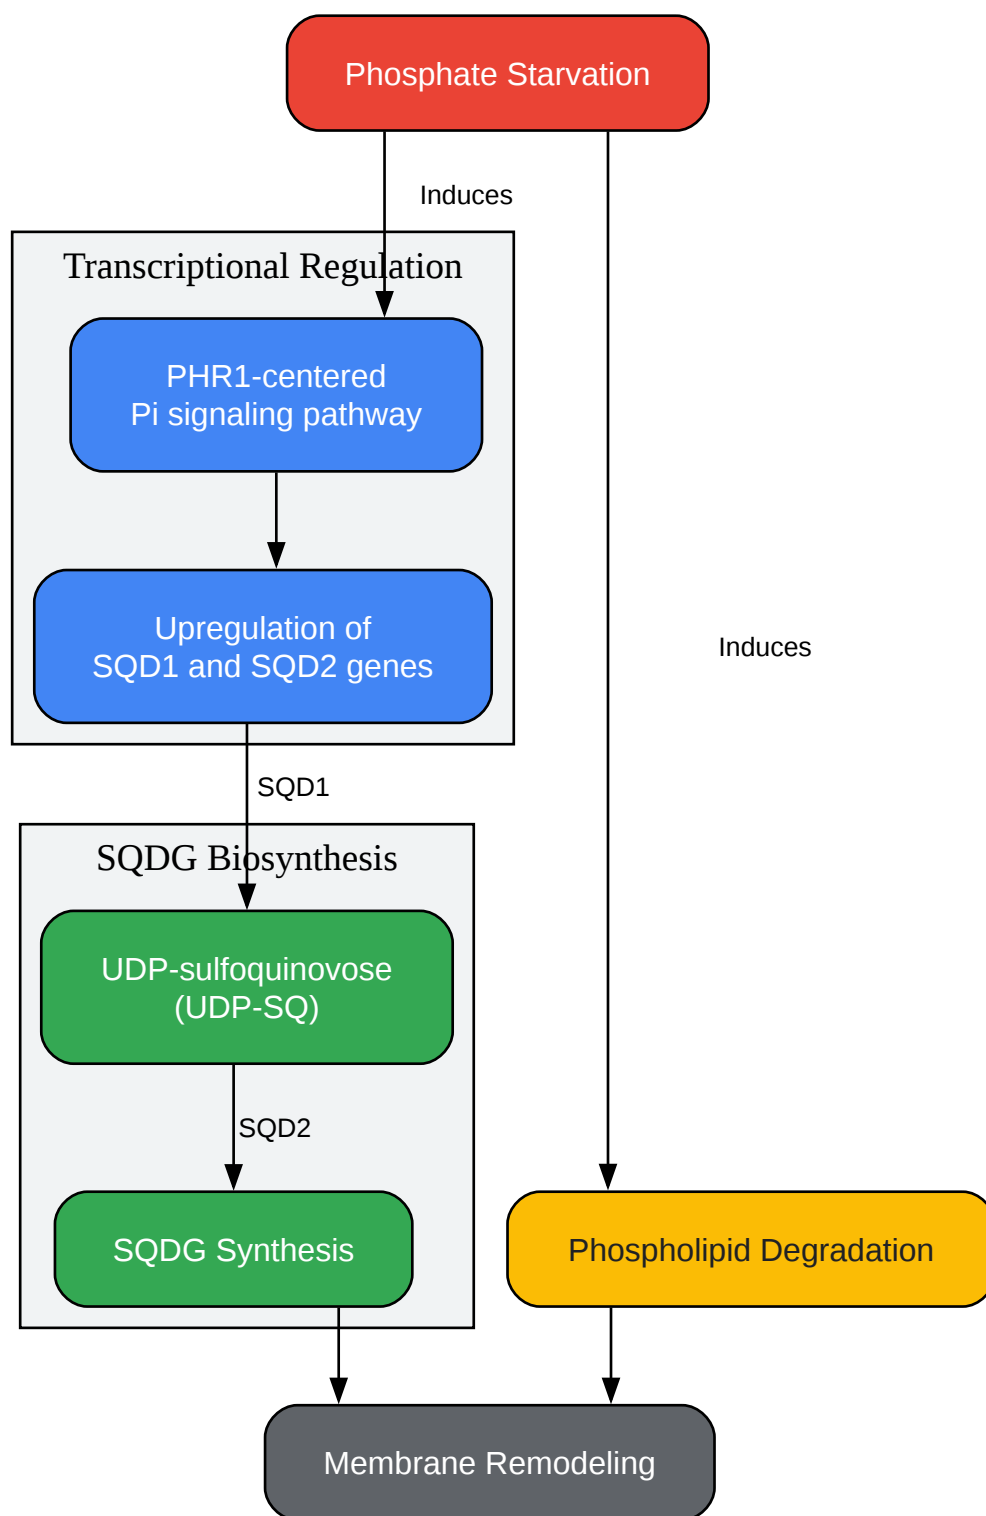 Phosphate Starvation
Induces
Transcriptional Regulation
PHR1-centered
Pi signaling pathway
Upregulation of
SQD1 and SQD2 genes
Induces
SQD1
SQDG Biosynthesis
UDP-sulfoquinovose
(UDP-SQ)
SQD2
SQDG Synthesis
Phospholipid Degradation
Membrane Remodeling